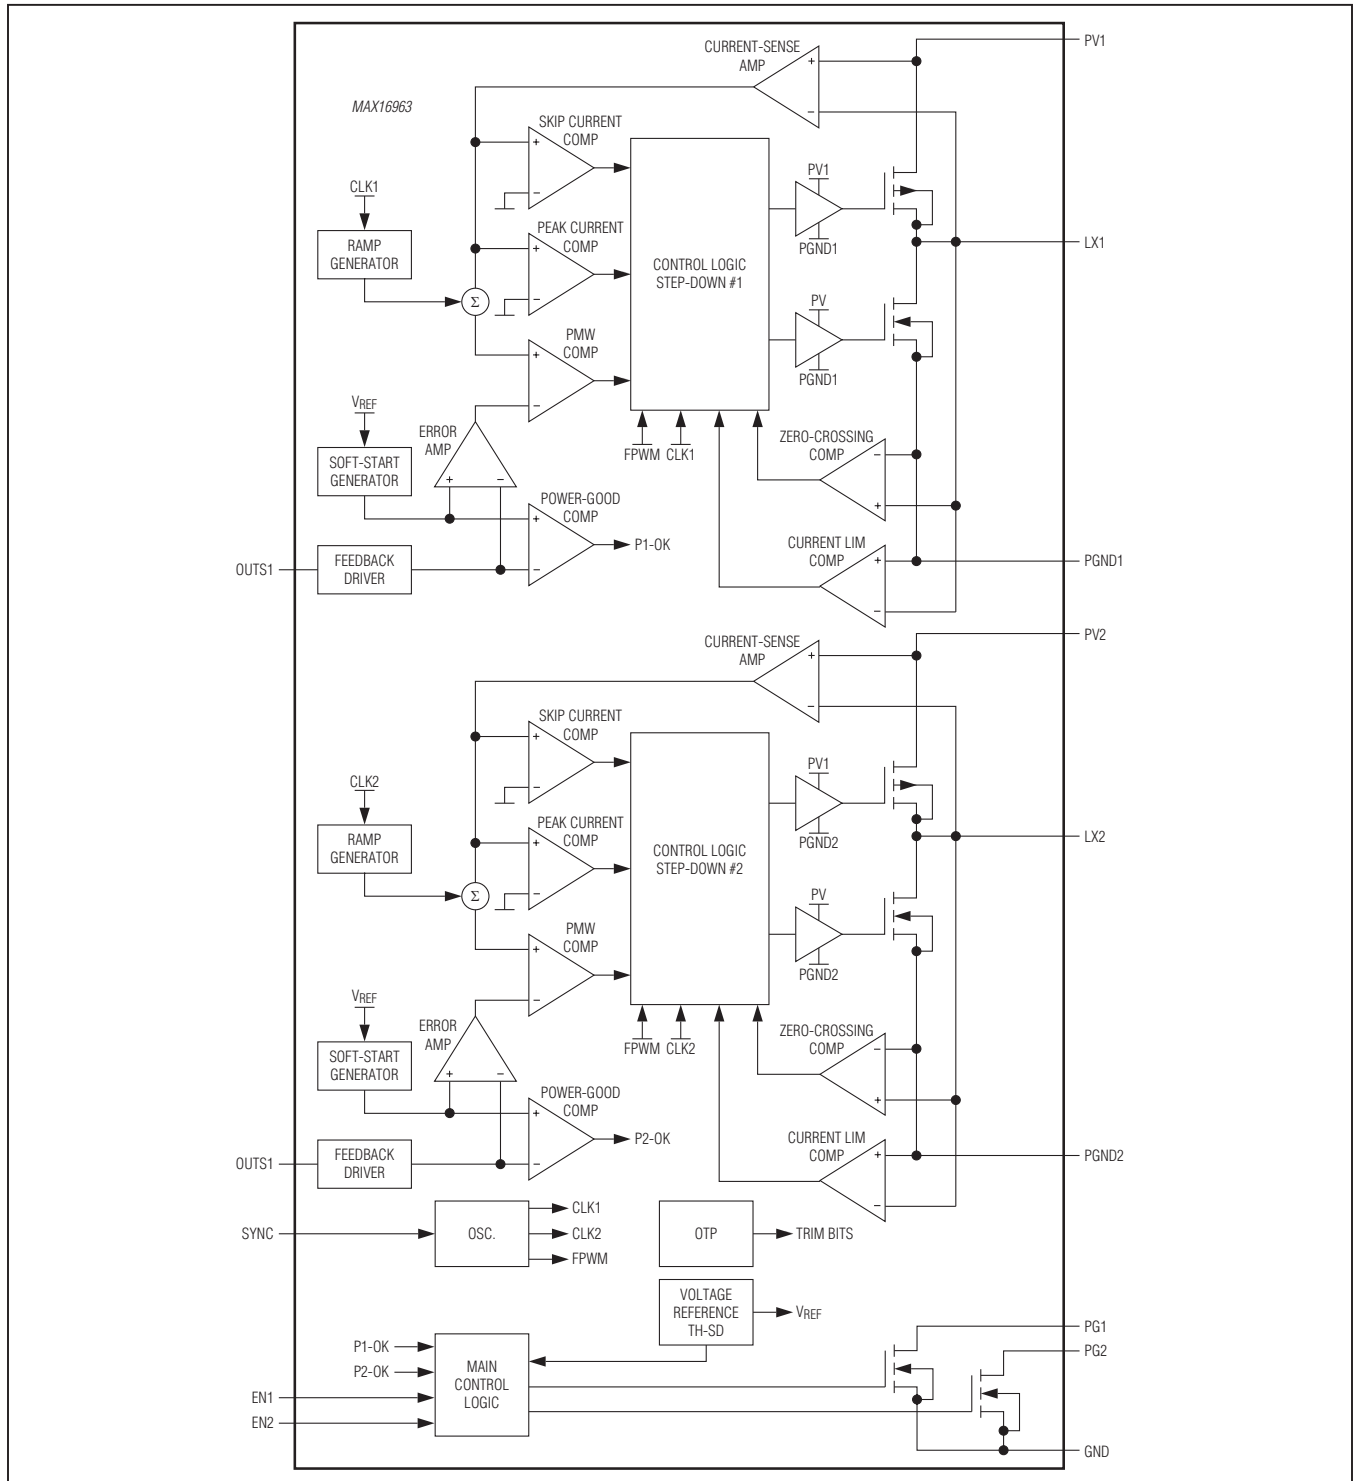 CURRENT-SENSE
AMP
PV1
+
−
MAX16963
SKIP CURRENT
COMP
+
−
CLK1
RAMP
GENERATOR
PEAK CURRENT
COMP
+
−
Σ
CONTROL LOGIC
STEP-DOWN #1
PV1
PGND1
LX1
PV
PGND1
PMW
COMP
+
−
VREF
SOFT-START
GENERATOR
ERROR
AMP
+ −
FPWM CLK1
ZERO-CROSSING
COMP
−
+
POWER-GOOD
COMP
+
−
P1-OK
OUTS1
FEEDBACK
DRIVER
CURRENT LIM
COMP
+
−
PGND1
CURRENT-SENSE
AMP
PV2
+
−
SKIP CURRENT
COMP
+
−
CLK2
RAMP
GENERATOR
PEAK CURRENT
COMP
+
−
Σ
CONTROL LOGIC
STEP-DOWN #2
PV1
PGND2
LX2
PV
PGND2
PMW
COMP
+
−
VREF
SOFT-START
GENERATOR
ERROR
AMP
+ −
FPWM CLK2
ZERO-CROSSING
COMP
−
+
POWER-GOOD
COMP
+
−
P2-OK
OUTS1
FEEDBACK
DRIVER
CURRENT LIM
COMP
+
−
PGND2
SYNC
OSC.
CLK1
CLK2
FPWM
OTP
TRIM BITS
VOLTAGE
REFERENCE
TH-SD
VREF
P1-OK
P2-OK
EN1
EN2
MAIN
CONTROL
LOGIC
PG1
PG2
GND